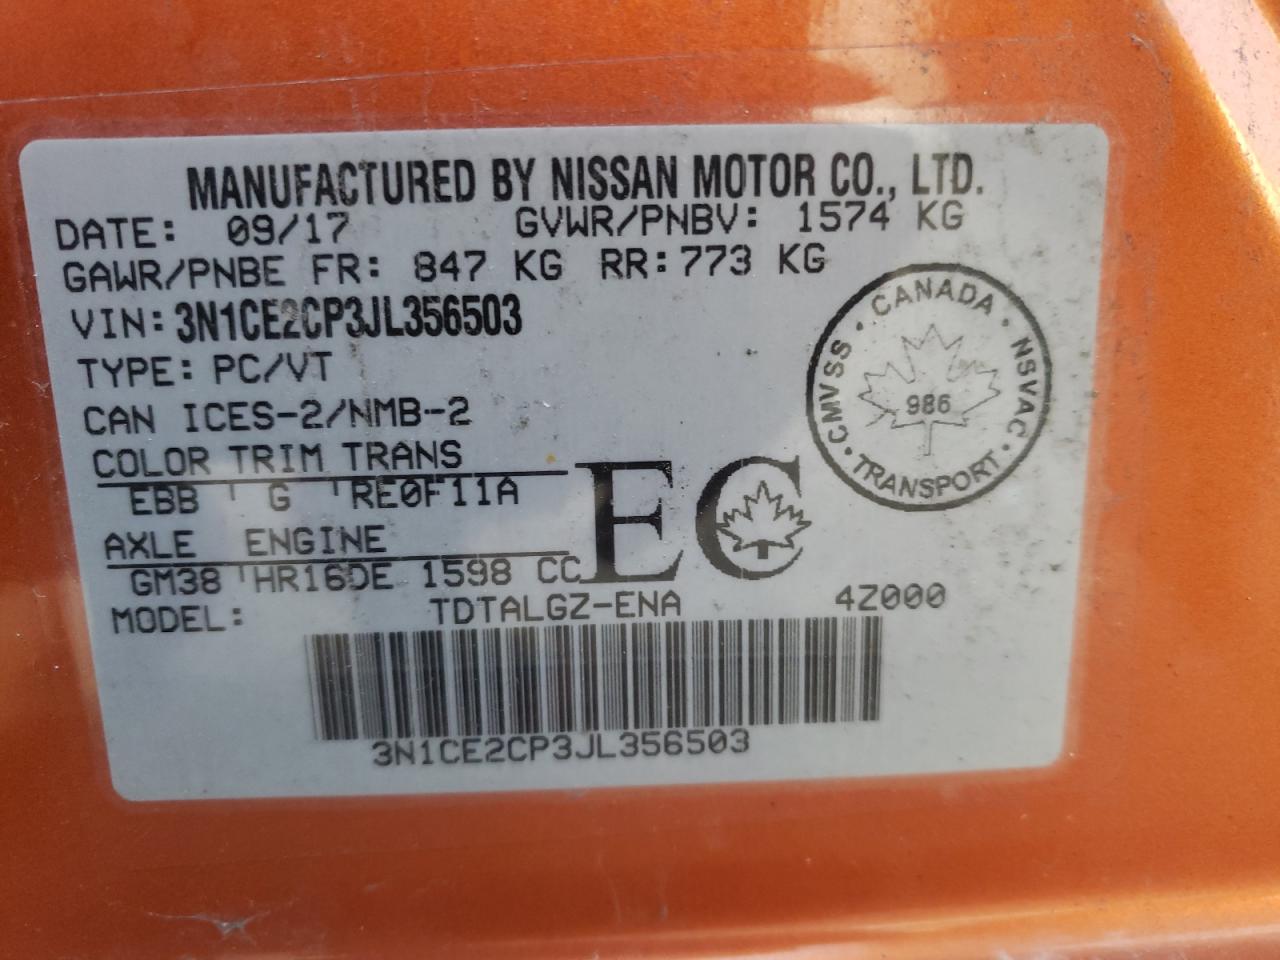 MANUFACTURED BY NISSAN MOTOR CO., LTD.
DATE: 09/17 GVWR/PNBV: 1574 KG
GAWR/PNBE FR: 847 KG RR: 773 KG
VIN: 3N1CE2CP3JL356503
TYPE: PC/VT
CAN ICES-2/NMB-2
COLOR TRIM TRANS
EBB ' G 'RE0F11A
AXLE ENGINE
GM38 'HR16DE 1598 CC
MODEL: TDTALGZ-ENA 4Z000
3N1CE2CP3JL356503
EC
CANADA · NSVAC · TRANSPORT · CMVSS ·
986